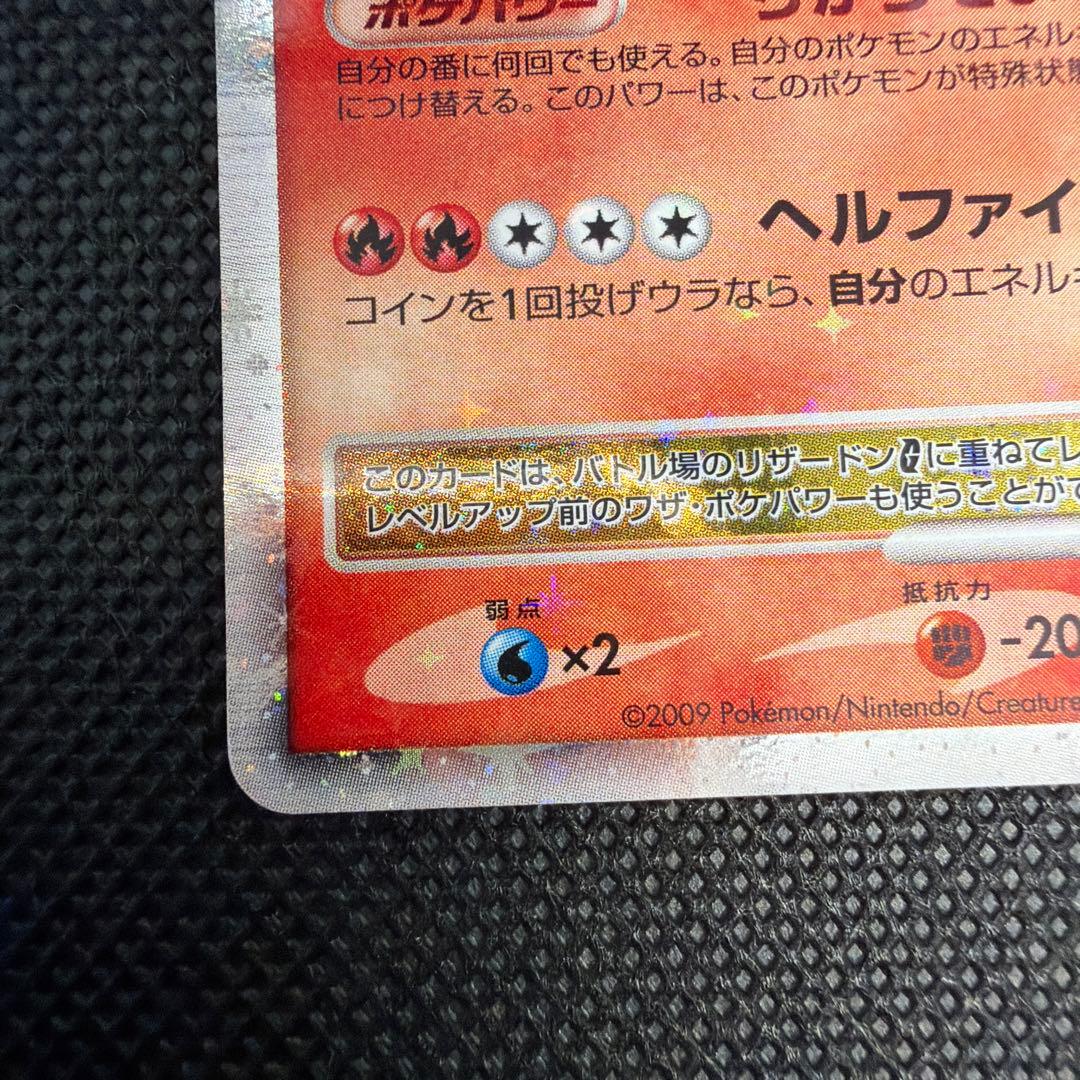 ポケパワー
自分の番に何回でも使える。自分のポケモンのエネルギ
につけ替える。このパワーは、このポケモンが特殊状態
ヘルファイ
コインを1回投げウラなら、自分のエネルギ
このカードは、バトル場のリザードンGに重ねてレ
レベルアップ前のワザ・ポケパワーも使うことがで
弱点 抵抗力
×2 -20
©2009 Pokémon/Nintendo/Creature